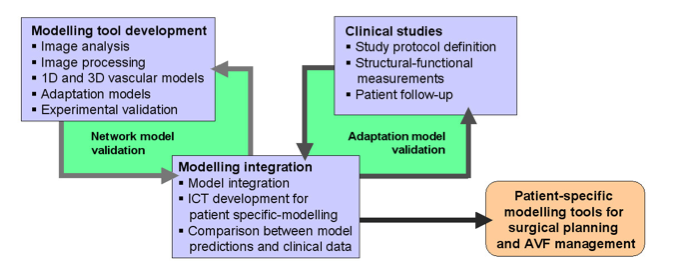 Modelling tool development
▪ Image analysis
▪ Image processing
▪ 1D and 3D vascular models
▪ Adaptation models
▪ Experimental validation
Clinical studies
▪ Study protocol definition
▪ Structural-functional
measurements
▪ Patient follow-up
Network model
validation
Adaptation model
validation
Modelling integration
▪ Model integration
▪ ICT development for
patient specific-modelling
▪ Comparison between model
predictions and clinical data
Patient-specific
modelling tools for
surgical planning
and AVF management